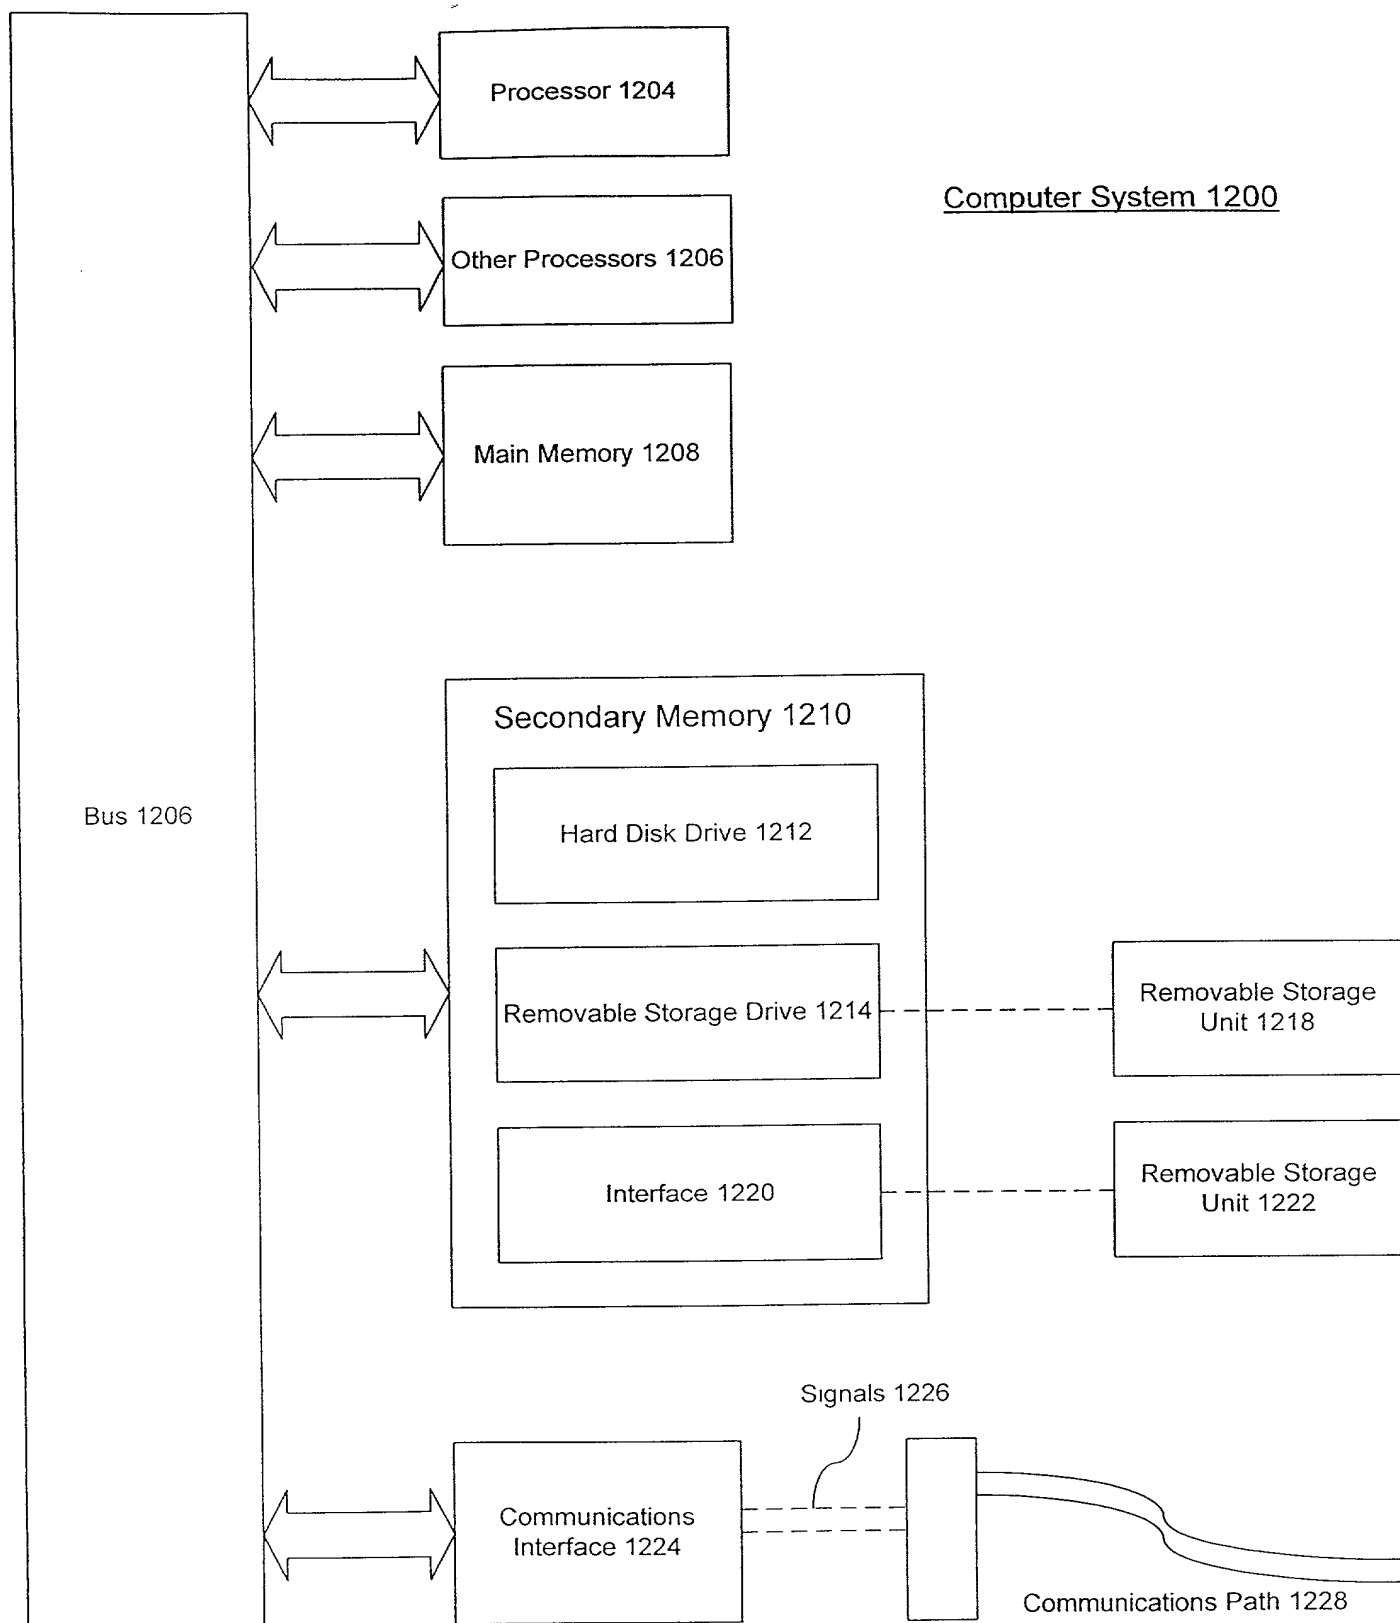 Processor 1204
Computer System 1200
Other Processors 1206
Main Memory 1208
Secondary Memory 1210
Bus 1206
Hard Disk Drive 1212
Removable Storage Drive 1214
Removable Storage
Unit 1218
Interface 1220
Removable Storage
Unit 1222
Signals 1226
Communications
Interface 1224
Communications Path 1228